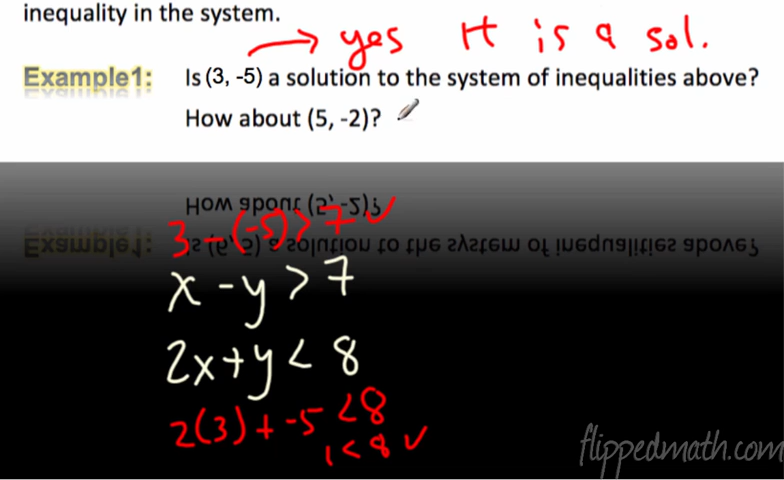 inequality in the system.
yes It is a sol.
Example1: Is (3, -5) a solution to the system of inequalities above?
How about (5, -2)?
3 - (-5) > 7 ✓
x - y > 7
2x + y < 8
2(3) + -5 < 8
1 < 8 ✓
flippedmath.com